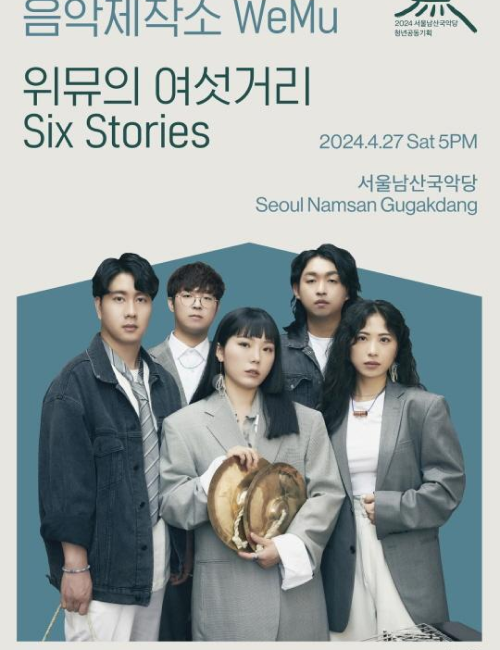 음악제작소 WeMu
2024 서울남산국악당
청년공동기획
위뮤의 여섯거리
Six Stories
2024.4.27 Sat 5PM
서울남산국악당
Seoul Namsan Gugakdang